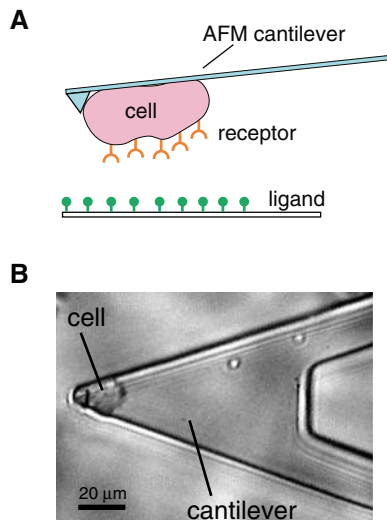 A
AFM cantilever
cell
receptor
ligand
B
cell
20 μm
cantilever